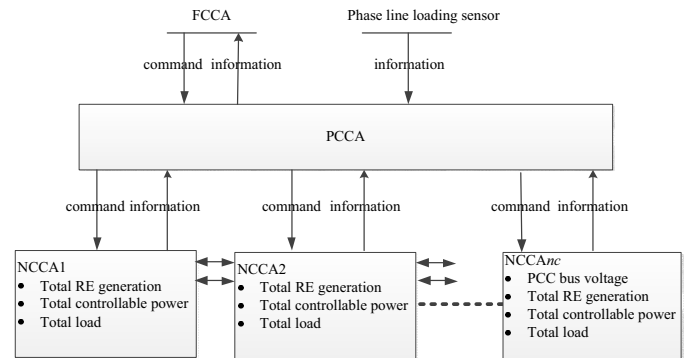 FCCA
Phase line loading sensor
command information
information
PCCA
command information
command information
command information
NCCA1
• Total RE generation
• Total controllable power
• Total load
NCCA2
• Total RE generation
• Total controllable power
• Total load
NCCAnc
• PCC bus voltage
• Total RE generation
• Total controllable power
• Total load